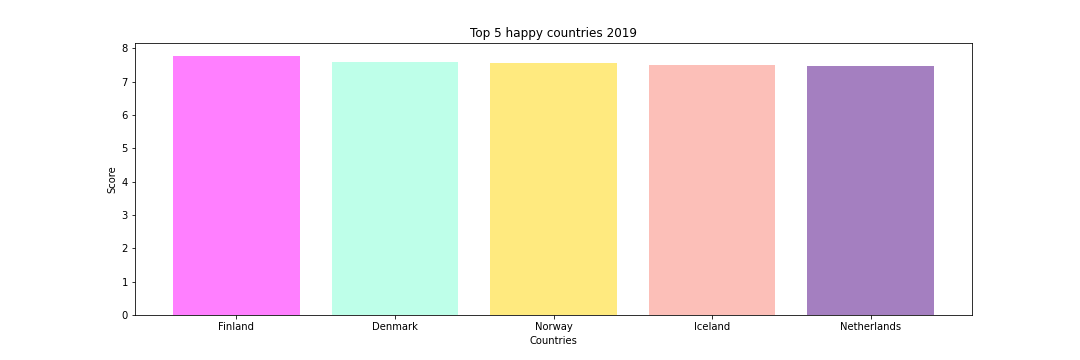 Top 5 happy countries 2019
8
7
6
5
4
3
2
1
0
Score
Finland Denmark Norway Iceland Netherlands
Countries